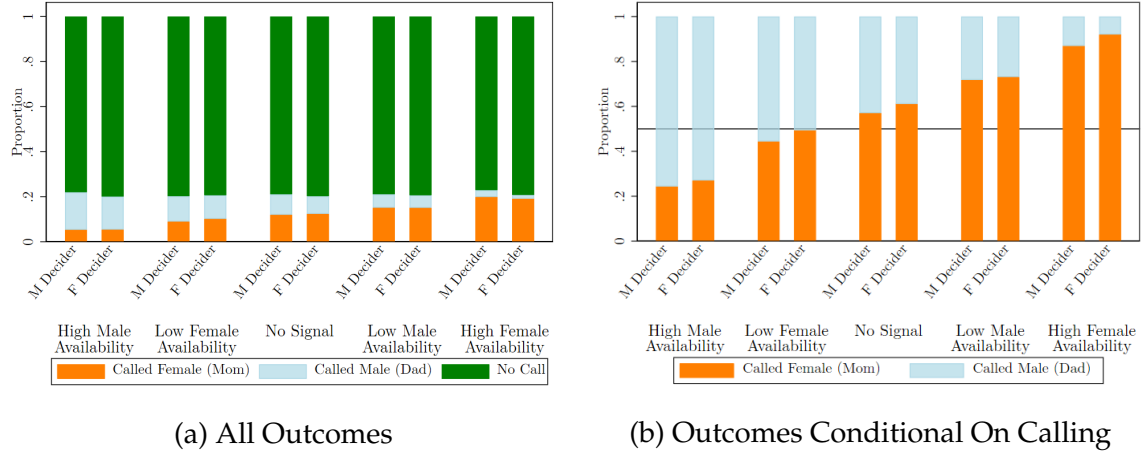 Proportion
0
.2
.4
.6
.8
1
M Decider
F Decider
M Decider
F Decider
M Decider
F Decider
M Decider
F Decider
M Decider
F Decider
High Male
Availability
Low Female
Availability
No Signal
Low Male
Availability
High Female
Availability
Called Female (Mom)
Called Male (Dad)
No Call
(a) All Outcomes
Proportion
0
.2
.4
.6
.8
1
M Decider
F Decider
M Decider
F Decider
M Decider
F Decider
M Decider
F Decider
M Decider
F Decider
High Male
Availability
Low Female
Availability
No Signal
Low Male
Availability
High Female
Availability
Called Female (Mom)
Called Male (Dad)
(b) Outcomes Conditional On Calling